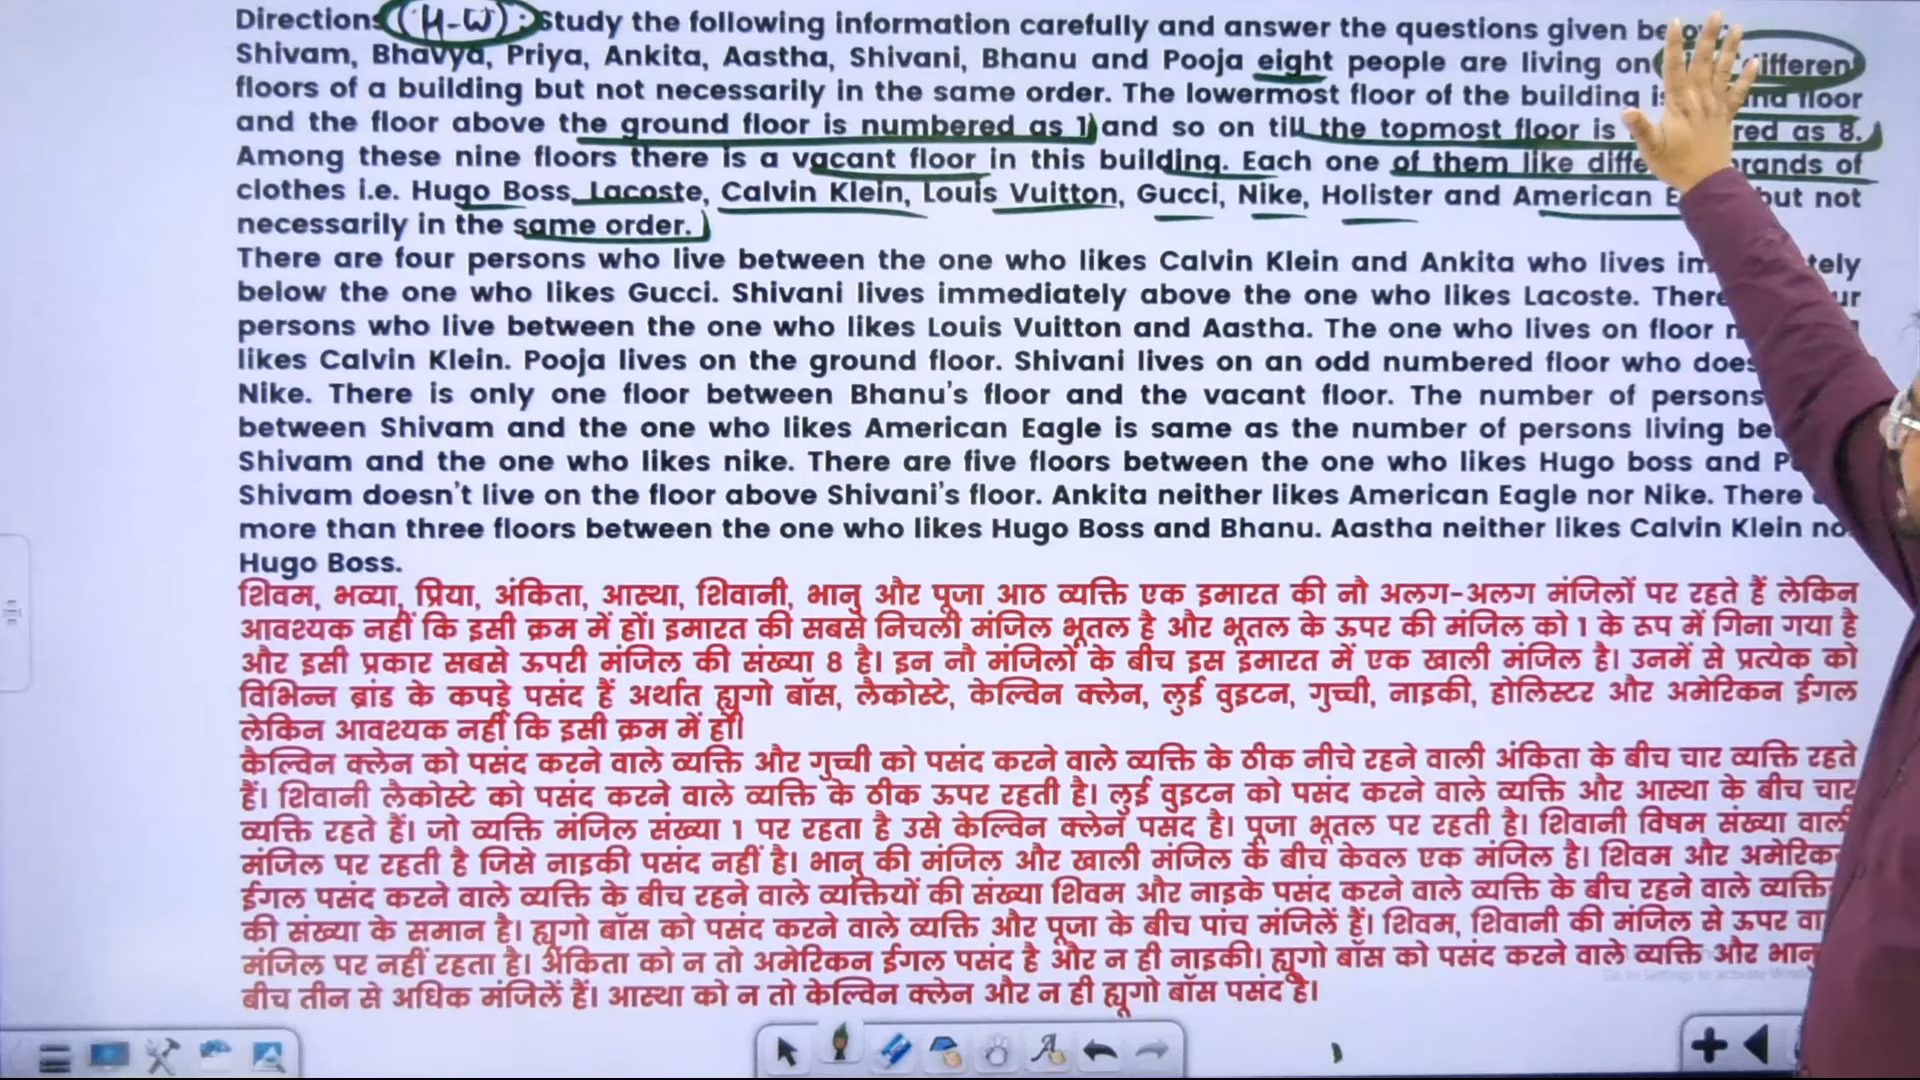 Directions (H-W): Study the following information carefully and answer the questions given
Shivam, Bhavya, Priya, Ankita, Aastha, Shivani, Bhanu and Pooja eight people are living on different
floors of a building but not necessarily in the same order. The lowermost floor of the building floor
and the floor above the ground floor is numbered as 1 and so on till the topmost floor is as 8.
Among these nine floors there is a vacant floor in this building. Each one of them like of
clothes i.e. Hugo Boss, Lacoste, Calvin Klein, Louis Vuitton, Gucci, Nike, Holister and American but not
necessarily in the same order.
There are four persons who live between the one who likes Calvin Klein and Ankita who lives
below the one who likes Gucci. Shivani lives immediately above the one who likes Lacoste.
persons who live between the one who likes Louis Vuitton and Aastha. The one who lives on floor
likes Calvin Klein. Pooja lives on the ground floor. Shivani lives on an odd numbered floor who
Nike. There is only one floor between Bhanu's floor and the vacant floor. The number of persons
between Shivam and the one who likes American Eagle is same as the number of persons living
Shivam and the one who likes nike. There are five floors between the one who likes Hugo boss and
Shivam doesn't live on the floor above Shivani's floor. Ankita neither likes American Eagle nor Nike. There
more than three floors between the one who likes Hugo Boss and Bhanu. Aastha neither likes Calvin Klein
Hugo Boss.
शिवम, भव्या, प्रिया, अंकिता, आस्था, शिवानी, भानु और पूजा आठ व्यक्ति एक इमारत की नौ अलग-अलग मंजिलों पर रहते हैं लेकिन
आवश्यक नहीं कि इसी क्रम में हों। इमारत की सबसे निचली मंजिल भूतल है और भूतल के ऊपर की मंजिल को 1 के रूप में गिना गया है
और इसी प्रकार सबसे ऊपरी मंजिल की संख्या 8 है। इन नौ मंजिलों के बीच इस इमारत में एक खाली मंजिल है। उनमें से प्रत्येक को
विभिन्न ब्रांड के कपड़े पसंद हैं अर्थात ह्युगो बॉस, लैकोस्टे, केल्विन क्लेन, लुई वुइटन, गुच्ची, नाइकी, होलिस्टर और अमेरिकन ईगल
लेकिन आवश्यक नहीं कि इसी क्रम में हों।
कैल्विन क्लेन को पसंद करने वाले व्यक्ति और गुच्ची को पसंद करने वाले व्यक्ति के ठीक नीचे रहने वाली अंकिता के बीच चार व्यक्ति रहते
हैं। शिवानी लैकोस्टे को पसंद करने वाले व्यक्ति के ठीक ऊपर रहती है। लुई वुइटन को पसंद करने वाले व्यक्ति और आस्था के बीच चार
व्यक्ति रहते हैं। जो व्यक्ति मंजिल संख्या 1 पर रहता है उसे केल्विन क्लेन पसंद है। पूजा भूतल पर रहती है। शिवानी विषम संख्या वाली
मंजिल पर रहती है जिसे नाइकी पसंद नहीं है। भानु की मंजिल और खाली मंजिल के बीच केवल एक मंजिल है। शिवम और
ईगल पसंद करने वाले व्यक्ति के बीच रहने वाले व्यक्तियों की संख्या शिवम और नाइके पसंद करने वाले व्यक्ति के बीच रहने वाले
की संख्या के समान है। ह्यूगो बॉस को पसंद करने वाले व्यक्ति और पूजा के बीच पांच मंजिलें हैं। शिवम, शिवानी की मंजिल से ऊपर
मंजिल पर नहीं रहता है। अंकिता को न तो अमेरिकन ईगल पसंद है और न ही नाइकी। ह्यूगो बॉस को पसंद करने वाले व्यक्ति और
बीच तीन से अधिक मंजिलें हैं। आस्था को न तो केल्विन क्लेन और न ही ह्यूगो बॉस पसंद है।